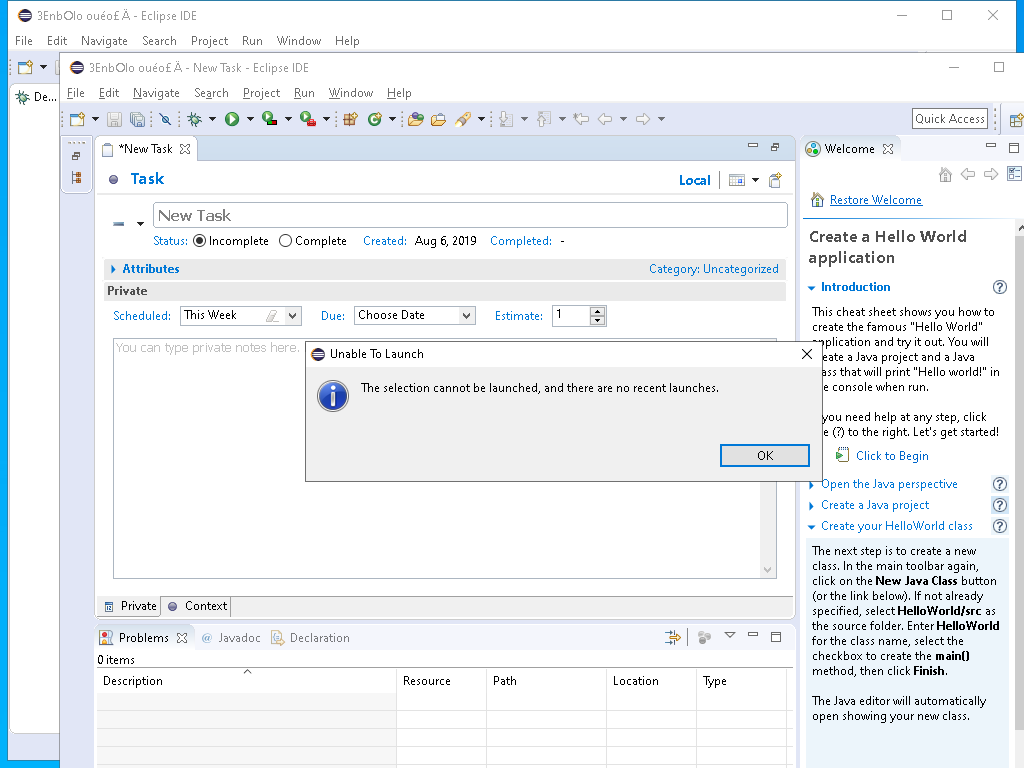 3EnbOlo ouéo£Ä - Eclipse IDE
File Edit Navigate Search Project Run Window Help
De...
3EnbOlo ouéo£Ä - New Task - Eclipse IDE
File Edit Navigate Search Project Run Window Help
Quick Access
*New Task
Task
Local
New Task
Status: Incomplete Complete Created: Aug 6, 2019 Completed: -
Attributes
Category: Uncategorized
Private
Scheduled: This Week Due: Choose Date Estimate: 1
You can type private notes here.
Unable To Launch
The selection cannot be launched, and there are no recent launches.
OK
Private Context
Problems Javadoc Declaration
0 items
Description Resource Path Location Type
Welcome
Restore Welcome
Create a Hello World
application
Introduction
This cheat sheet shows you how to
create the famous "Hello World"
application and try it out. You will
create a Java project and a Java
class that will print "Hello world!" in
the console when run.
you need help at any step, click
(?) to the right. Let's get started!
Click to Begin
Open the Java perspective
Create a Java project
Create your HelloWorld class
The next step is to create a new
class. In the main toolbar again,
click on the New Java Class button
(or the link below). If not already
specified, select HelloWorld/src as
the source folder. Enter HelloWorld
for the class name, select the
checkbox to create the main()
method, then click Finish.
The Java editor will automatically
open showing your new class.